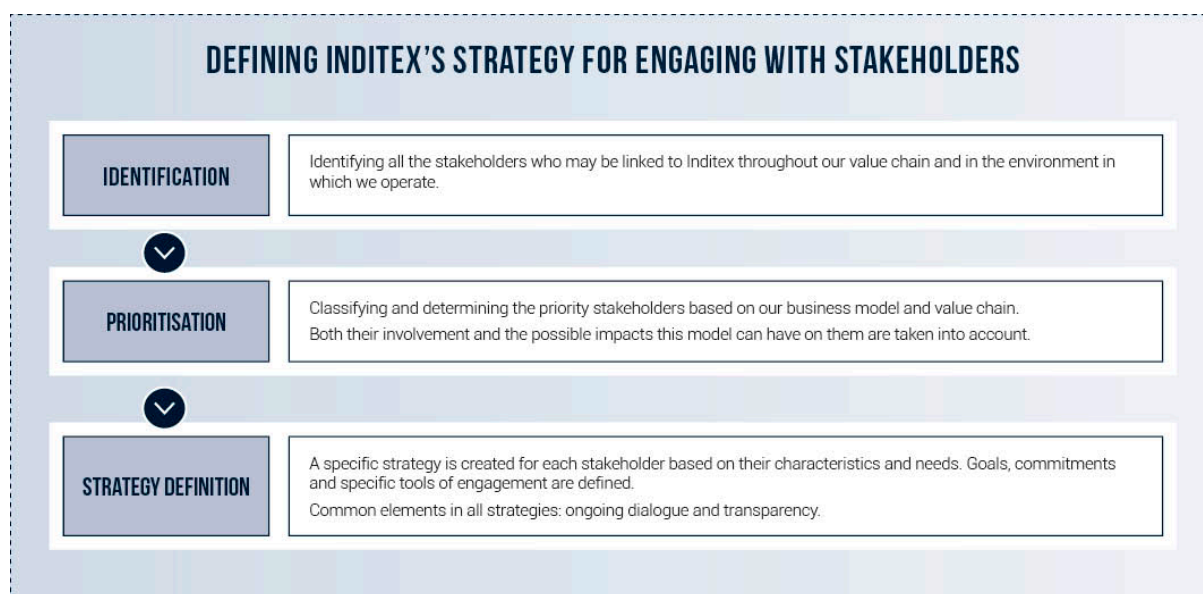 DEFINING INDITEX'S STRATEGY FOR ENGAGING WITH STAKEHOLDERS
IDENTIFICATION
Identifying all the stakeholders who may be linked to Inditex throughout our value chain and in the environment in
which we operate.
PRIORITISATION
Classifying and determining the priority stakeholders based on our business model and value chain.
Both their involvement and the possible impacts this model can have on them are taken into account.
STRATEGY DEFINITION
A specific strategy is created for each stakeholder based on their characteristics and needs. Goals, commitments
and specific tools of engagement are defined.
Common elements in all strategies: ongoing dialogue and transparency.